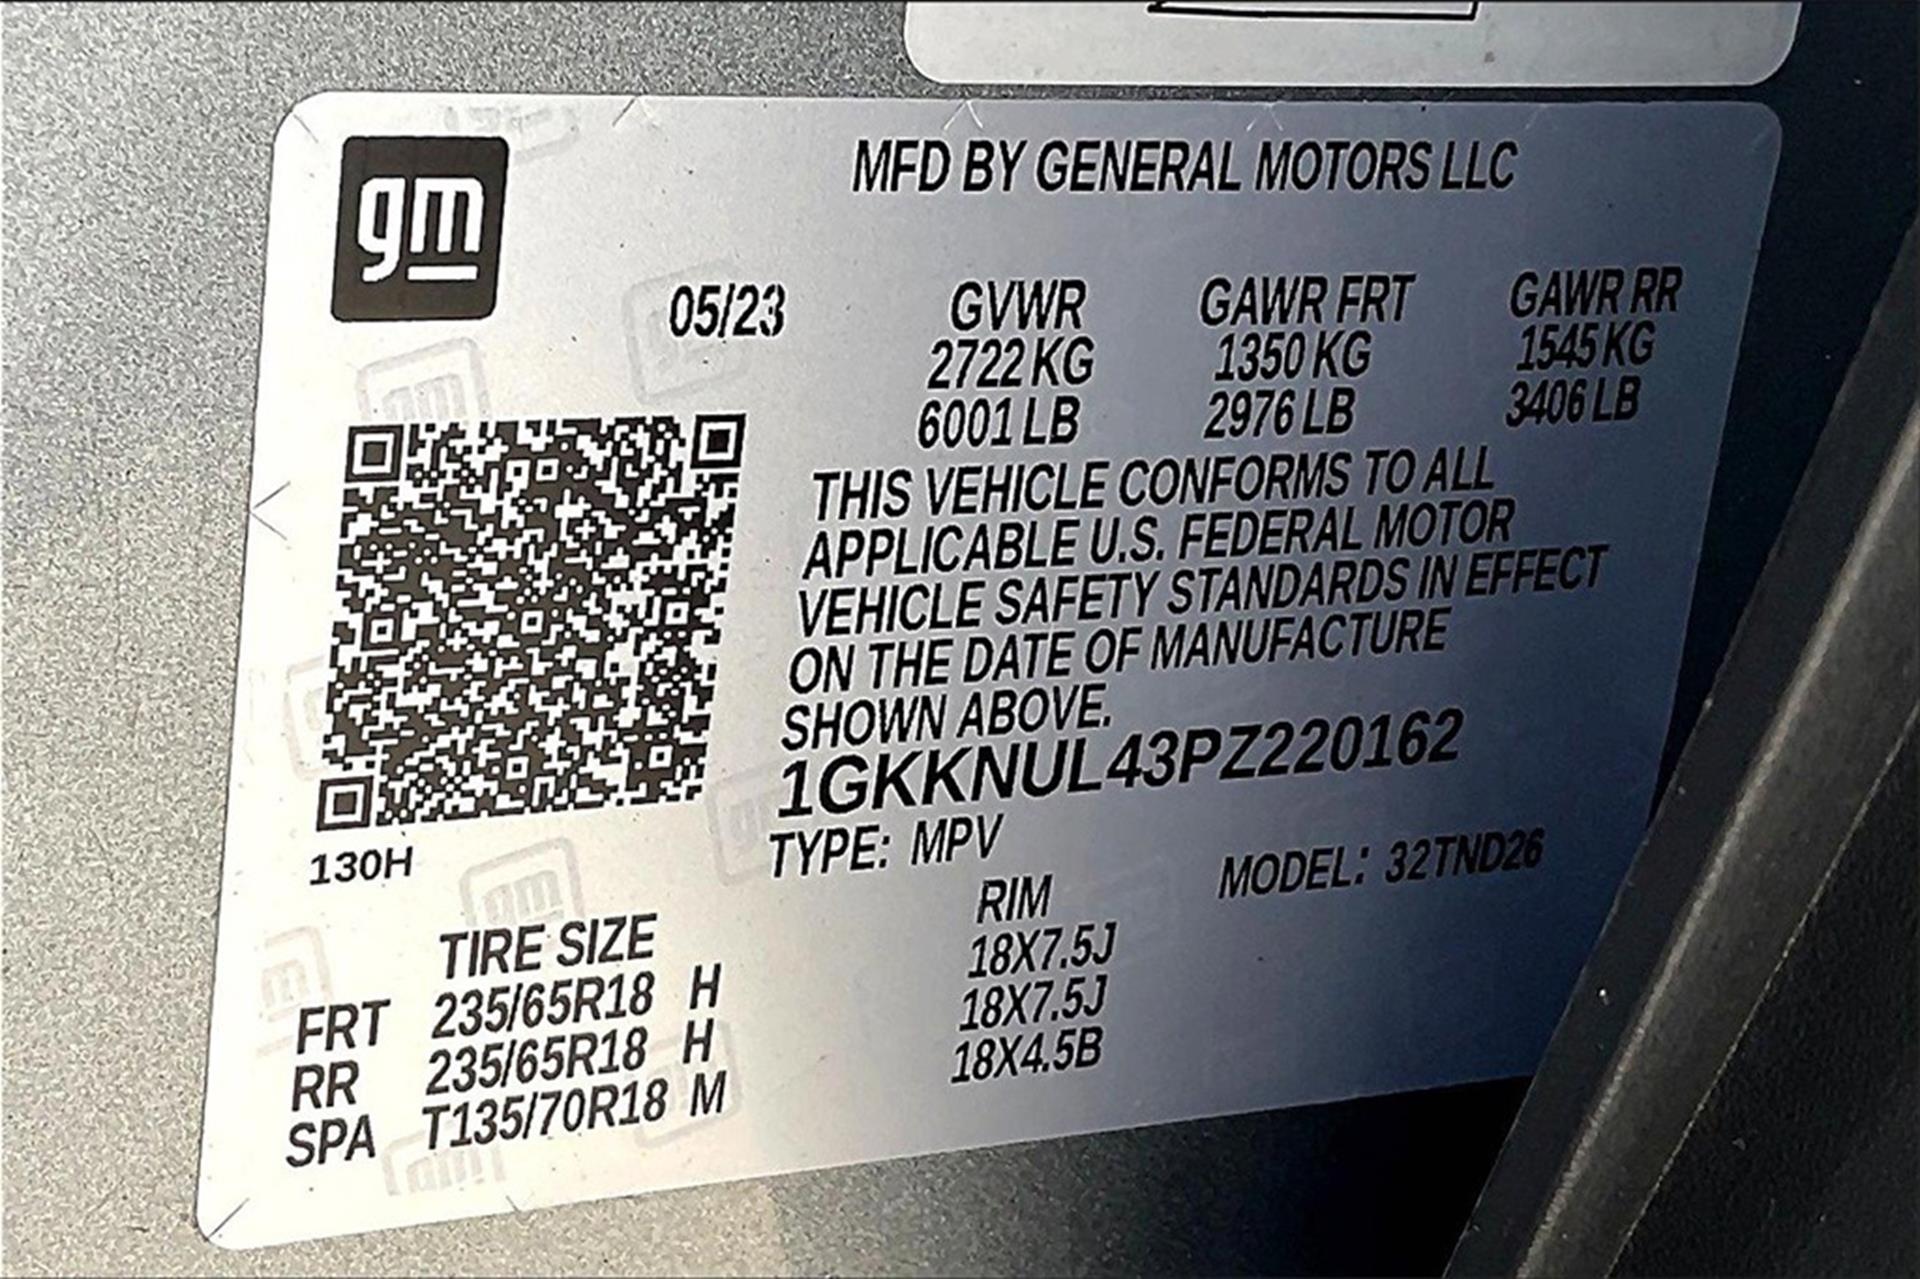 gm
MFD BY GENERAL MOTORS LLC
05/23 GVWR GAWR FRT GAWR RR
2722 KG 1350 KG 1545 KG
6001 LB 2976 LB 3406 LB
THIS VEHICLE CONFORMS TO ALL
APPLICABLE U.S. FEDERAL MOTOR
VEHICLE SAFETY STANDARDS IN EFFECT
ON THE DATE OF MANUFACTURE
SHOWN ABOVE.
1GKKNUL43PZ220162
130H
TYPE: MPV MODEL: 32TND26
TIRE SIZE RIM
FRT 235/65R18 H 18X7.5J
RR 235/65R18 H 18X7.5J
SPA T135/70R18 M 18X4.5B